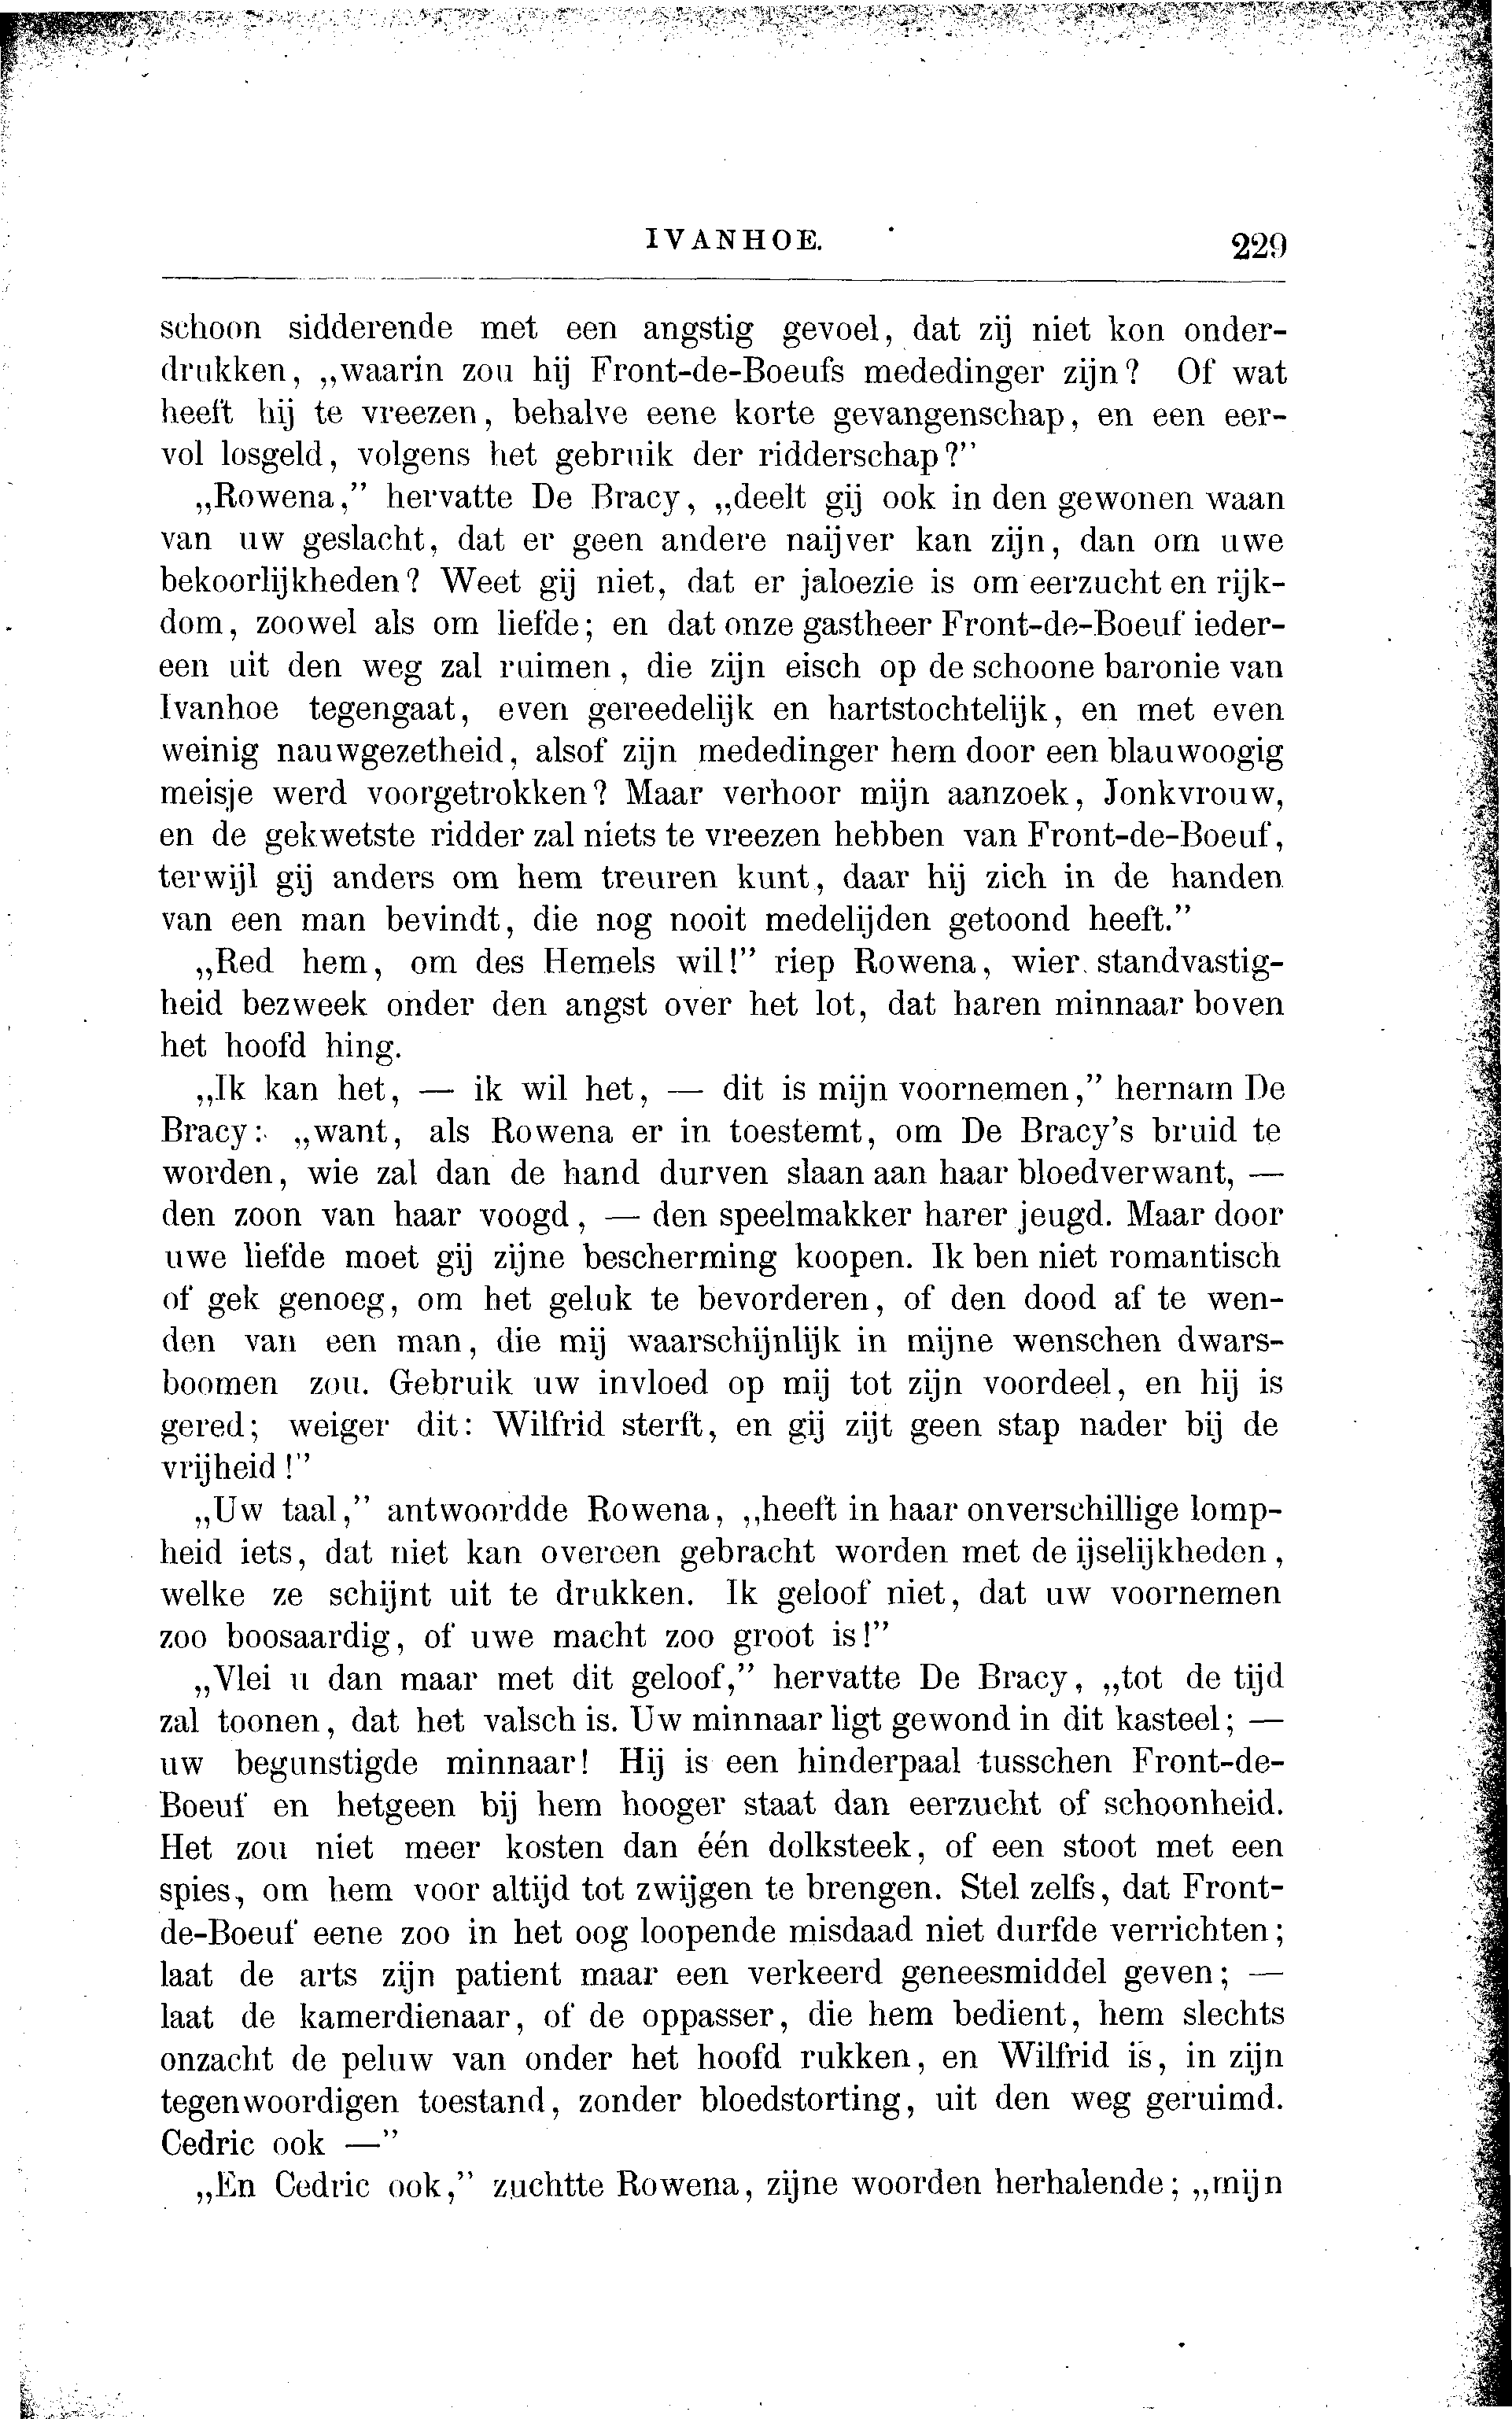 IVANHOE.
229
schoon sidderende met een angstig gevoel, dat zij niet kon onder-
drukken, „waarin zou hij Front-de-Boeufs mededinger zijn? Of wat
heeft hij te vreezen, behalve eene korte gevangenschap, en een eer-
vol losgeld, volgens het gebruik der ridderschap?”
„Rowena,” hervatte De Bracy, „deelt gij ook in den gewonen waan
van uw geslacht, dat er geen andere naijver kan zijn, dan om uwe
bekoorlijkheden? Weet gij niet, dat er jaloezie is om eerzucht en rijk-
dom, zoowel als om liefde; en dat onze gastheer Front-de-Boeuf ieder-
een uit den weg zal ruimen, die zijn eisch op de schoone baronie van
Ivanhoe tegengaat, even gereedelijk en hartstochtelijk, en met even
weinig nauwgezetheid, alsof zijn mededinger hem door een blauwoogig
meisje werd voorgetrokken? Maar verhoor mijn aanzoek, Jonkvrouw,
en de gekwetste ridder zal niets te vreezen hebben van Front-de-Boeuf,
terwijl gij anders om hem treuren kunt, daar hij zich in de handen
van een man bevindt, die nog nooit medelijden getoond heeft.”
„Red hem, om des Hemels wil!” riep Rowena, wier standvastig-
heid bezweek onder den angst over het lot, dat haren minnaar boven
het hoofd hing.
„Ik kan het, — ik wil het, — dit is mijn voornemen,” hernam De
Bracy: „want, als Rowena er in toestemt, om De Bracy's bruid te
worden, wie zal dan de hand durven slaan aan haar bloedverwant, —
den zoon van haar voogd, — den speelmakker harer jeugd. Maar door
uwe liefde moet gij zijne bescherming koopen. Ik ben niet romantisch
of gek genoeg, om het geluk te bevorderen, of den dood af te wen-
den van een man, die mij waarschijnlijk in mijne wenschen dwars-
boomen zou. Gebruik uw invloed op mij tot zijn voordeel, en hij is
gered; weiger dit: Wilfrid sterft, en gij zijt geen stap nader bij de
vrijheid!”
„Uw taal,” antwoordde Rowena, „heeft in haar onverschillige lomp-
heid iets, dat niet kan overeen gebracht worden met de ijselijkheden,
welke ze schijnt uit te drukken. Ik geloof niet, dat uw voornemen
zoo boosaardig, of uwe macht zoo groot is!”
„Vlei u dan maar met dit geloof,” hervatte De Bracy, „tot de tijd
zal toonen, dat het valsch is. Uw minnaar ligt gewond in dit kasteel; —
uw begunstigde minnaar! Hij is een hinderpaal tusschen Front-de-
Boeuf en hetgeen bij hem hooger staat dan eerzucht of schoonheid.
Het zou niet meer kosten dan één dolksteek, of een stoot met een
spies, om hem voor altijd tot zwijgen te brengen. Stel zelfs, dat Front-
de-Boeuf eene zoo in het oog loopende misdaad niet durfde verrichten;
laat de arts zijn patient maar een verkeerd geneesmiddel geven; —
laat de kamerdienaar, of de oppasser, die hem bedient, hem slechts
onzacht de peluw van onder het hoofd rukken, en Wilfrid is, in zijn
tegenwoordigen toestand, zonder bloedstorting, uit den weg geruimd.
Cedric ook —”
„En Cedric ook,” zuchtte Rowena, zijne woorden herhalende; „mijn